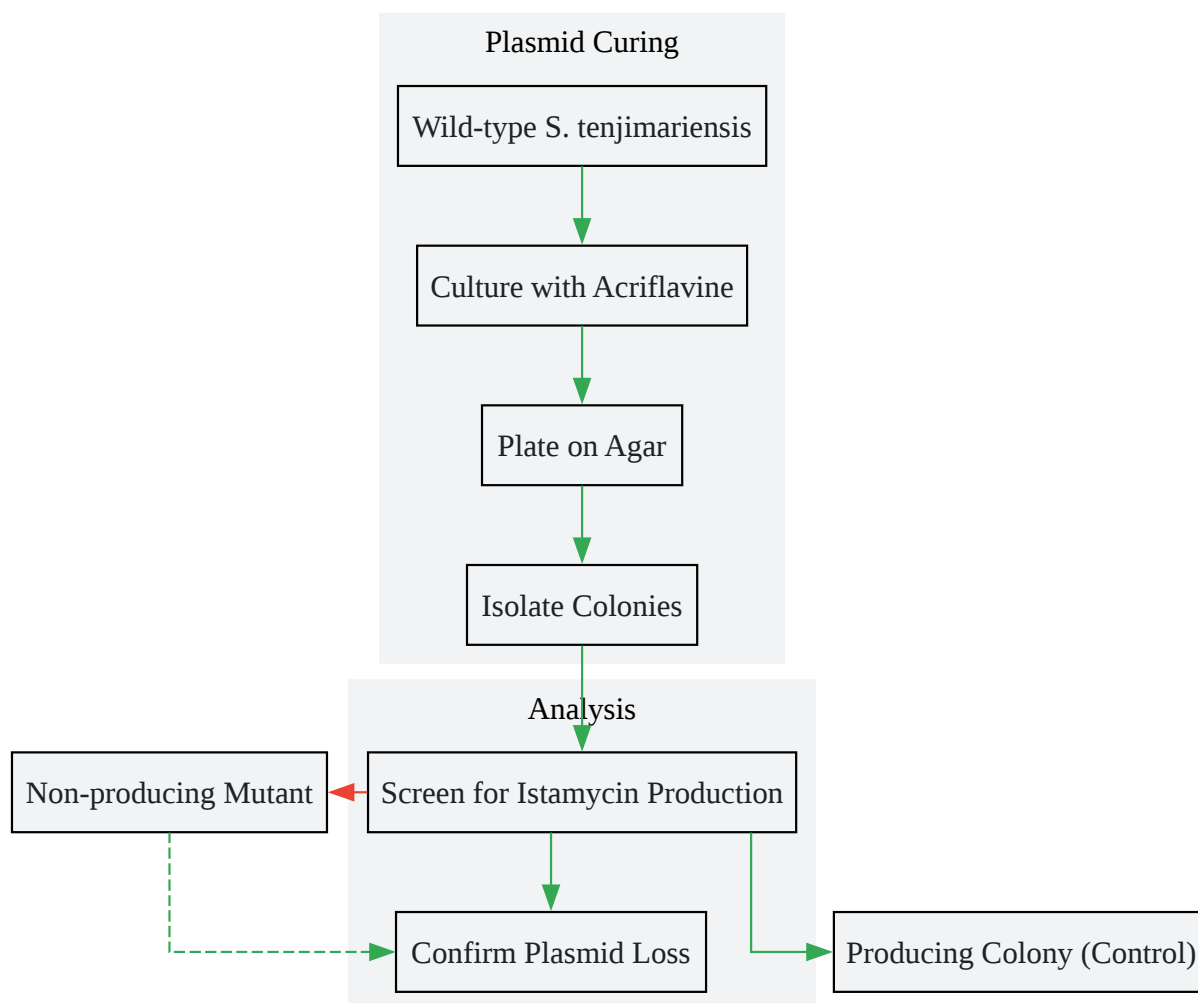 Plasmid Curing
Wild-type S. tenjimariensis
Culture with Acriflavine
Plate on Agar
Isolate Colonies
Analysis
Non-producing Mutant
Screen for Istamycin Production
Confirm Plasmid Loss
Producing Colony (Control)